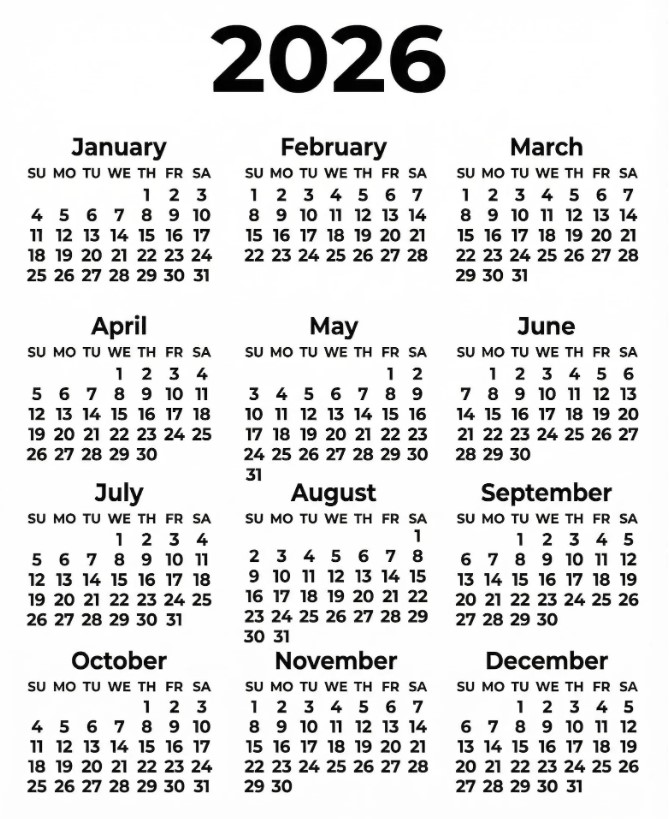 2026
January
SU MO TU WE TH FR SA
1 2 3
4 5 6 7 8 9 10
11 12 13 14 15 16 17
18 19 20 21 22 23 24
25 26 27 28 29 30 31
February
SU MO TU WE TH FR SA
1 2 3 4 5 6 7
8 9 10 11 12 13 14
15 16 17 18 19 20 21
22 23 24 25 26 27 28
March
SU MO TU WE TH FR SA
1 2 3 4 5 6 7
8 9 10 11 12 13 14
15 16 17 18 19 20 21
22 23 24 25 26 27 28
29 30 31
April
SU MO TU WE TH FR SA
1 2 3 4
5 6 7 8 9 10 11
12 13 14 15 16 17 18
19 20 21 22 23 24 25
26 27 28 29 30
May
SU MO TU WE TH FR SA
1 2
3 4 5 6 7 8 9
10 11 12 13 14 15 16
17 18 19 20 21 22 23
24 25 26 27 28 29 30
31
June
SU MO TU WE TH FR SA
1 2 3 4 5 6
7 8 9 10 11 12 13
14 15 16 17 18 19 20
21 22 23 24 25 26 27
28 29 30
July
SU MO TU WE TH FR SA
1 2 3 4
5 6 7 8 9 10 11
12 13 14 15 16 17 18
19 20 21 22 23 24 25
26 27 28 29 30 31
August
SU MO TU WE TH FR SA
1
2 3 4 5 6 7 8
9 10 11 12 13 14 15
16 17 18 19 20 21 22
23 24 25 26 27 28 29
30 31
September
SU MO TU WE TH FR SA
1 2 3 4 5
6 7 8 9 10 11 12
13 14 15 16 17 18 19
20 21 22 23 24 25 26
27 28 29 30
October
SU MO TU WE TH FR SA
1 2 3
4 5 6 7 8 9 10
11 12 13 14 15 16 17
18 19 20 21 22 23 24
25 26 27 28 29 30 31
November
SU MO TU WE TH FR SA
1 2 3 4 5 6 7
8 9 10 11 12 13 14
15 16 17 18 19 20 21
22 23 24 25 26 27 28
29 30
December
SU MO TU WE TH FR SA
1 2 3 4 5
6 7 8 9 10 11 12
13 14 15 16 17 18 19
20 21 22 23 24 25 26
27 28 29 30 31